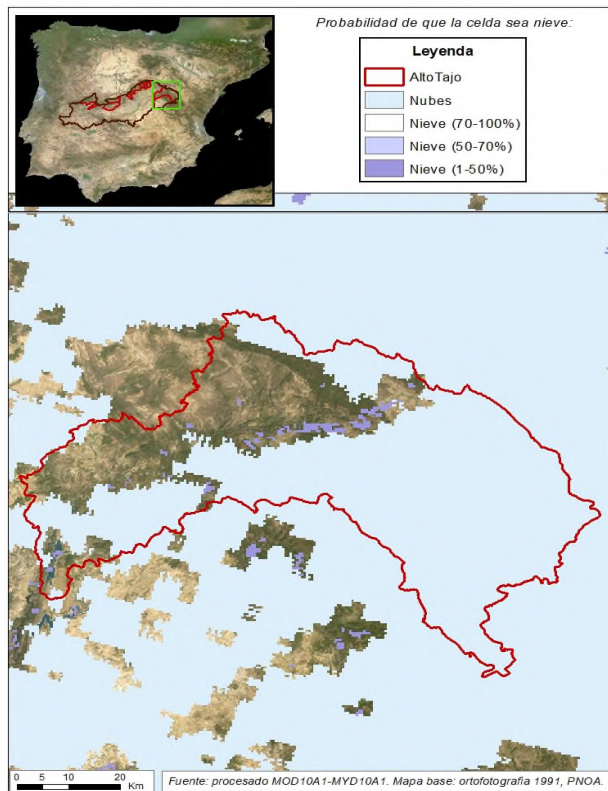 Probabilidad de que la celda sea nieve:
Leyenda
AltoTajo
Nubes
Nieve (70-100%)
Nieve (50-70%)
Nieve (1-50%)
0 5 10 20
Km
Fuente: procesado MOD10A1-MYD10A1. Mapa base: ortofotografia 1991, PNOA.